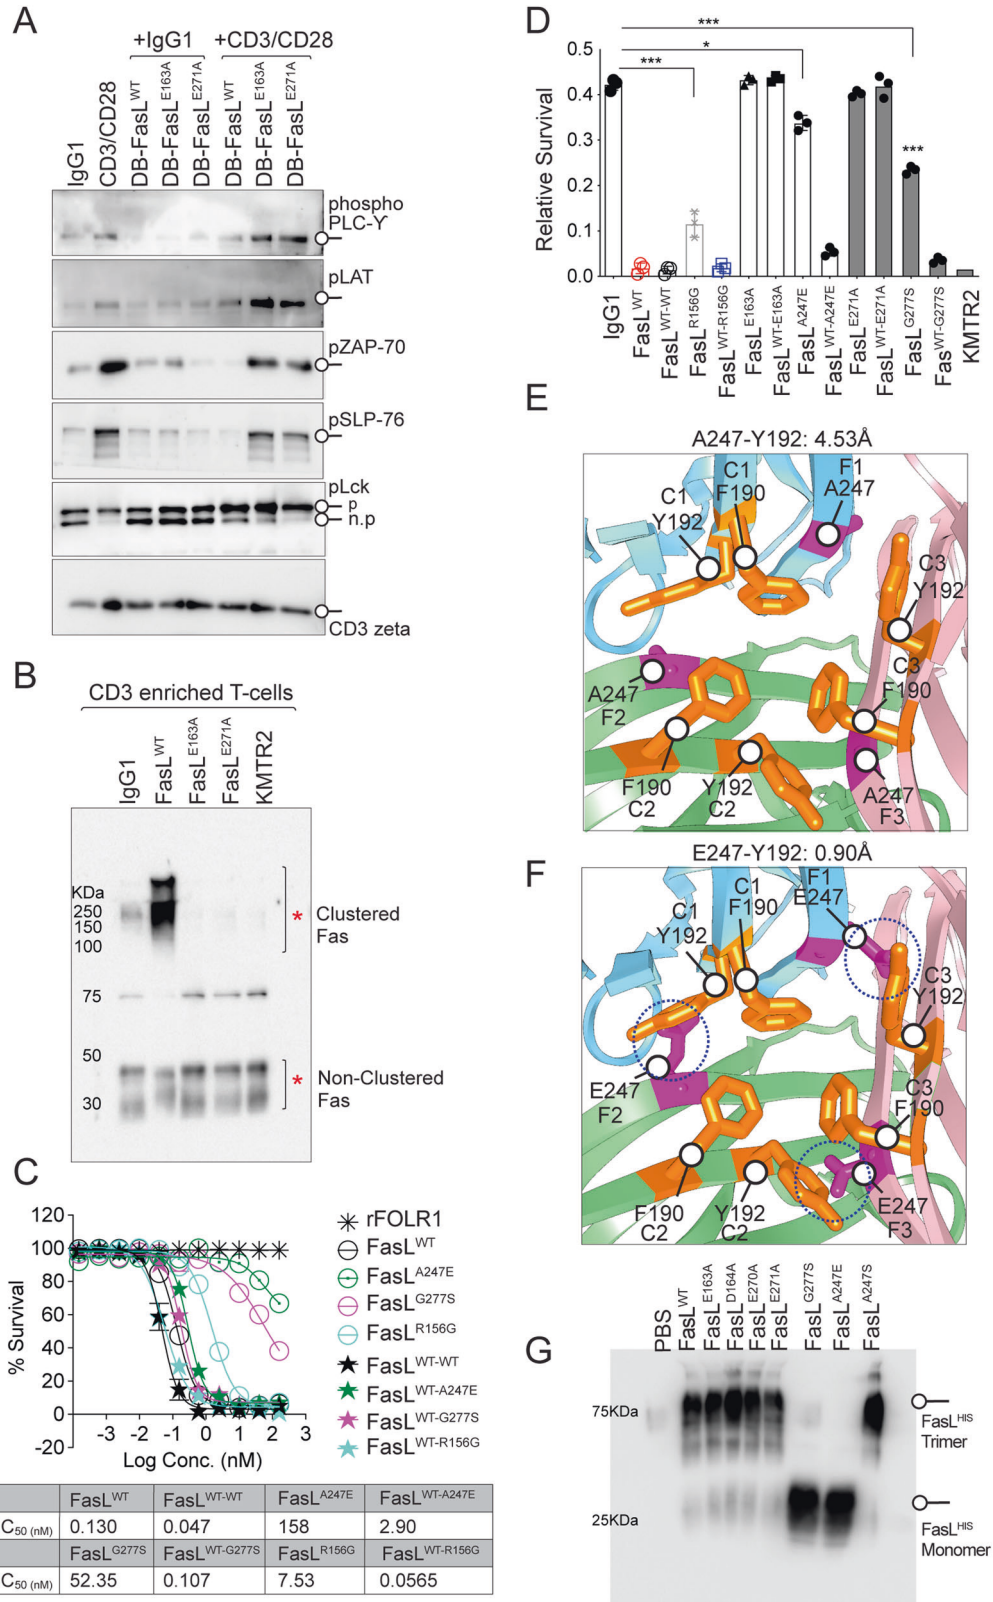 A
+IgG1
+CD3/CD28
IgG1
CD3/CD28
DB-FasL^WT
DB-FasL^E163A
DB-FasL^E271A
DB-FasL^WT
DB-FasL^E163A
DB-FasL^E271A
phospho
PLC-ϒ
pLAT
pZAP-70
pSLP-76
pLck
p
n.p
CD3 zeta
B
CD3 enriched T-cells
IgG1
FasL^WT
FasL^E163A
FasL^E271A
KMTR2
KDa
250
150
100
75
50
30
* Clustered
Fas
* Non-Clustered
Fas
C
120
100
80
60
40
20
0
-20
% Survival
-3 -2 -1 0 1 2 3
Log Conc. (nM)
rFOLR1
FasL^WT
FasL^A247E
FasL^G277S
FasL^R156G
FasL^WT-WT
FasL^WT-A247E
FasL^WT-G277S
FasL^WT-R156G
FasL^WT FasL^WT-WT FasL^A247E FasL^WT-A247E
C50 (nM) 0.130 0.047 158 2.90
FasL^G277S FasL^WT-G277S FasL^R156G FasL^WT-R156G
C50 (nM) 52.35 0.107 7.53 0.0565
D
***
*
***
***
0.5
0.4
0.3
0.2
0.1
0.0
Relative Survival
IgG1
FasL^WT
FasL^WT-WT
FasL^R156G
FasL^WT-R156G
FasL^E163A
FasL^WT-E163A
FasL^A247E
FasL^WT-A247E
FasL^E271A
FasL^WT-E271A
FasL^G277S
Fas^WT-G277S
KMTR2
E
A247-Y192: 4.53Å
C1
F190
F1
A247
C1
Y192
C3
Y192
A247
F2
C3
F190
F190
C2
Y192
C2
A247
F3
F
E247-Y192: 0.90Å
C1
F190
F1
E247
C1
Y192
C3
Y192
E247
F2
C3
F190
F190
C2
Y192
C2
E247
F3
G
PBS
FasL^WT
FasL^E163A
FasL^D164A
FasL^E270A
FasL^E271A
FasL^G277S
FasL^A247E
FasL^A247S
75KDa
25KDa
FasL^HIS
Trimer
FasL^HIS
Monomer